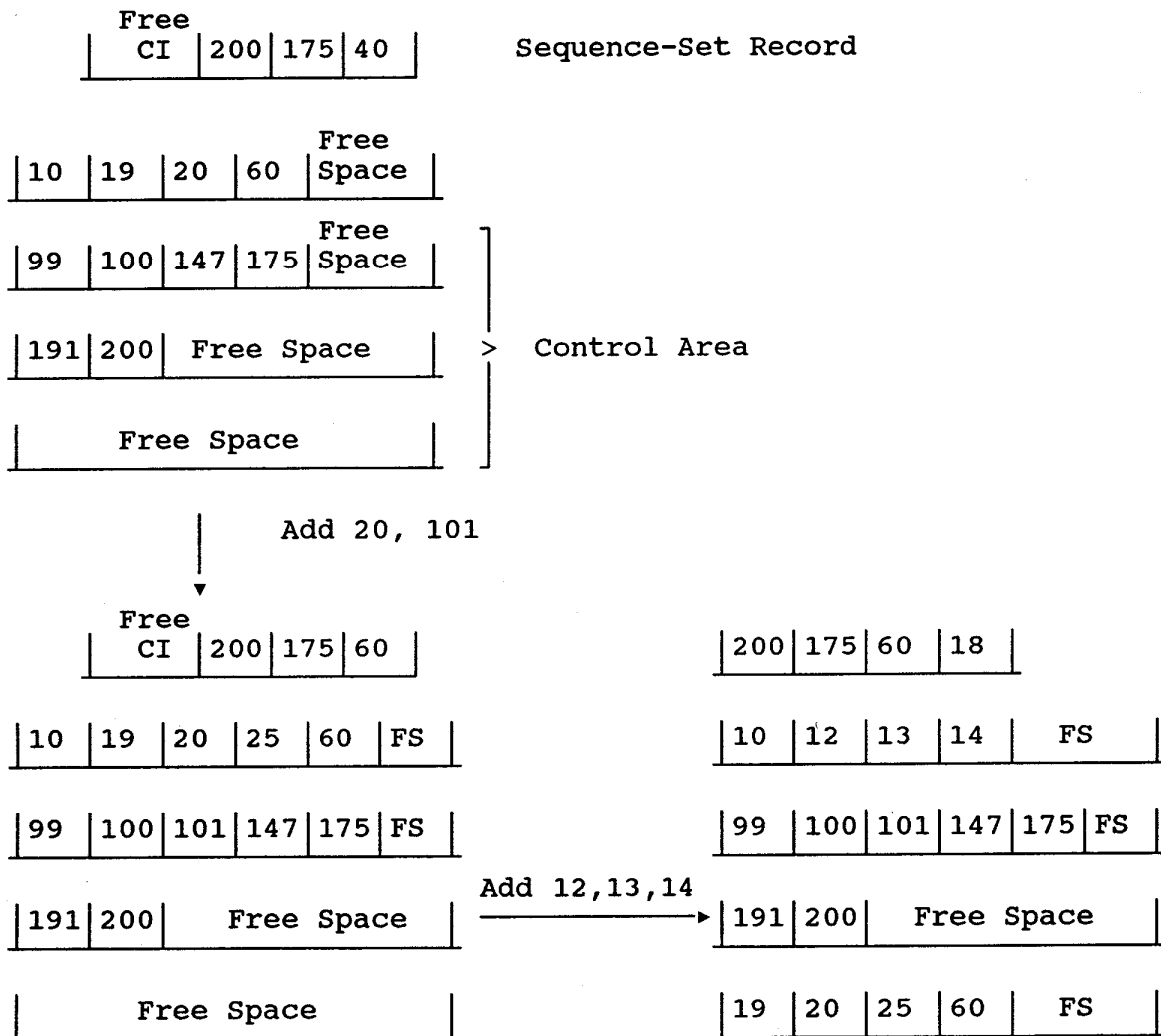 Free
CI 200 175 40 Sequence-Set Record
Free
10 19 20 60 Space
Free
99 100 147 175 Space
191 200 Free Space > Control Area
Free Space
Add 20, 101
Free
CI 200 175 60
200 175 60 18
10 19 20 25 60 FS
10 12 13 14 FS
99 100 101 147 175 FS
99 100 101 147 175 FS
Add 12,13,14
191 200 Free Space
191 200 Free Space
Free Space
19 20 25 60 FS